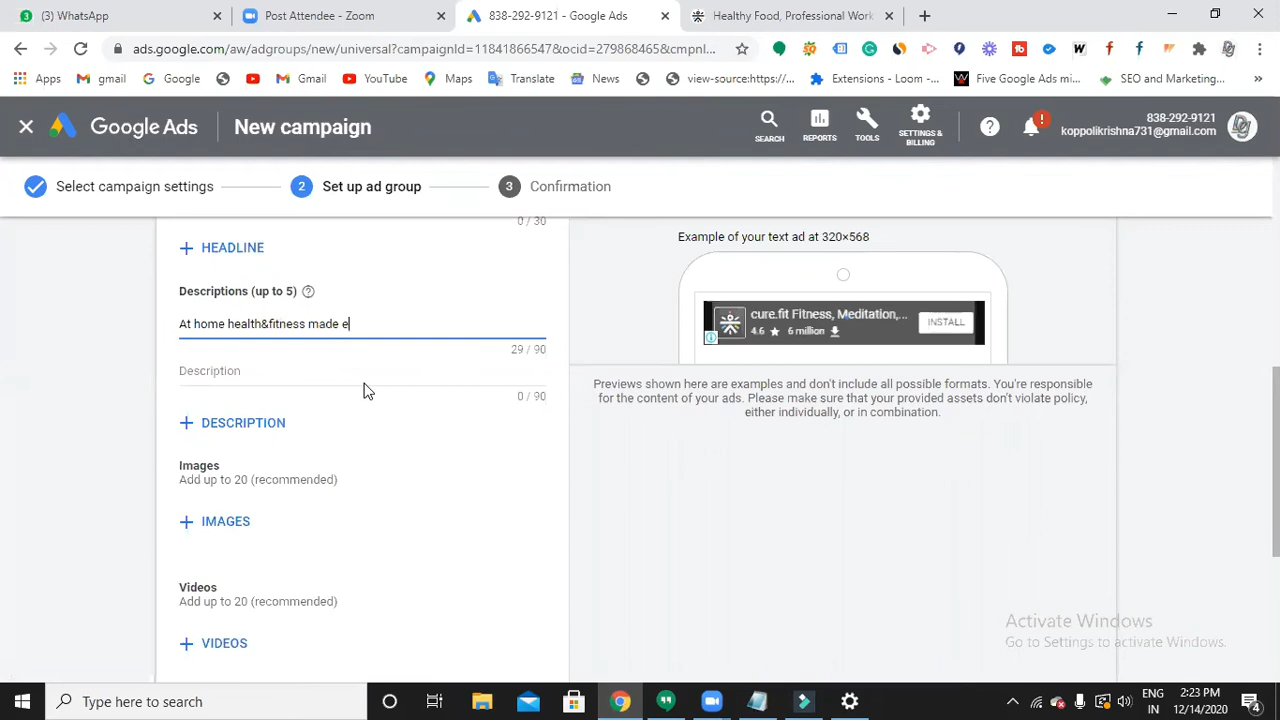 (3) WhatsApp
Post Attendee - Zoom
838-292-9121 - Google Ads
Healthy Food, Professional Work
ads.google.com/aw/adgroups/new/universal?campaignId=11841866547&ocid=279868465&cmpnl...
Apps
gmail
Google
Gmail
YouTube
Maps
Translate
News
view-source:https://...
Extensions - Loom -...
Five Google Ads mi...
SEO and Marketing...
Google Ads
New campaign
SEARCH
REPORTS
TOOLS
SETTINGS & BILLING
838-292-9121
koppolikrishna731@gmail.com
Select campaign settings
2 Set up ad group
3 Confirmation
0 / 30
+ HEADLINE
Descriptions (up to 5)
At home health&fitness made e
29 / 90
Description
0 / 90
+ DESCRIPTION
Images
Add up to 20 (recommended)
+ IMAGES
Videos
Add up to 20 (recommended)
+ VIDEOS
Example of your text ad at 320×568
cure.fit Fitness, Meditation,...
4.6 ★ 6 million
INSTALL
Previews shown here are examples and don't include all possible formats. You're responsible
for the content of your ads. Please make sure that your provided assets don't violate policy,
either individually, or in combination.
Activate Windows
Go to Settings to activate Windows.
Type here to search
ENG
IN
2:23 PM
12/14/2020
4